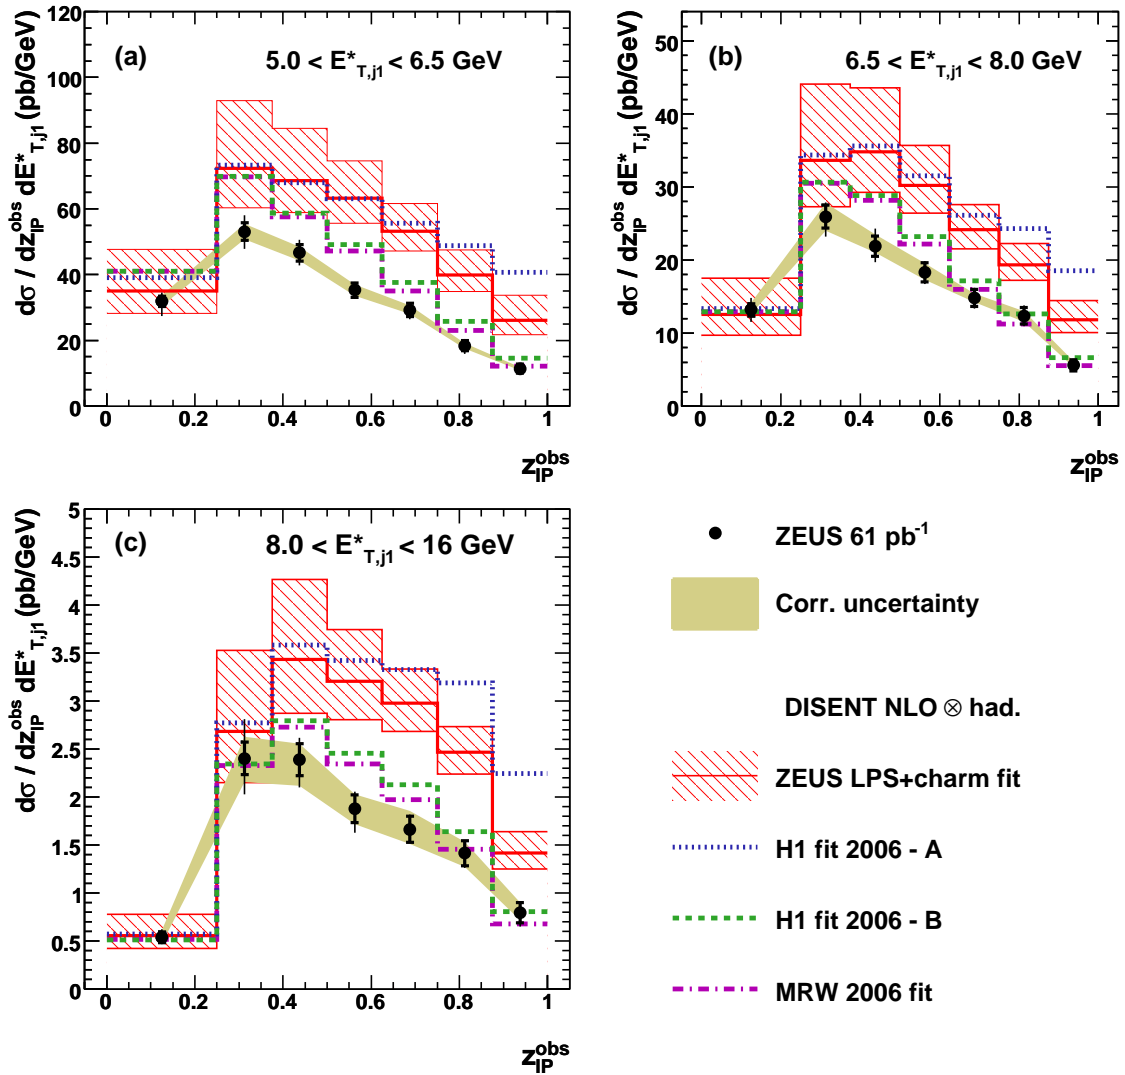 (a) 5.0 < E*T,j1 < 6.5 GeV
dσ / dzIPobs dE*T,j1 (pb/GeV)
120
100
80
60
40
20
0
0 0.2 0.4 0.6 0.8 1
zIPobs
(b) 6.5 < E*T,j1 < 8.0 GeV
dσ / dzIPobs dE*T,j1 (pb/GeV)
50
40
30
20
10
0
0 0.2 0.4 0.6 0.8 1
zIPobs
(c) 8.0 < E*T,j1 < 16 GeV
dσ / dzIPobs dE*T,j1 (pb/GeV)
5
4.5
4
3.5
3
2.5
2
1.5
1
0.5
0
0 0.2 0.4 0.6 0.8 1
zIPobs
ZEUS 61 pb-1
Corr. uncertainty
DISENT NLO ⊗ had.
ZEUS LPS+charm fit
H1 fit 2006 - A
H1 fit 2006 - B
MRW 2006 fit